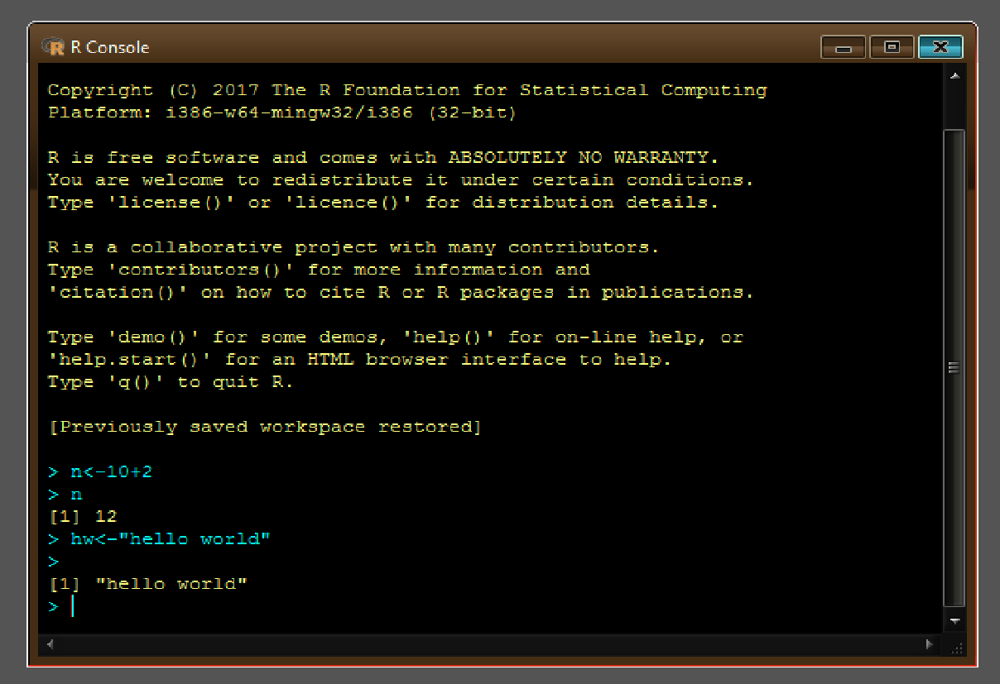 R Console
Copyright (C) 2017 The R Foundation for Statistical Computing
Platform: i386-w64-mingw32/i386 (32-bit)
R is free software and comes with ABSOLUTELY NO WARRANTY.
You are welcome to redistribute it under certain conditions.
Type 'license()' or 'licence()' for distribution details.
R is a collaborative project with many contributors.
Type 'contributors()' for more information and
'citation()' on how to cite R or R packages in publications.
Type 'demo()' for some demos, 'help()' for on-line help, or
'help.start()' for an HTML browser interface to help.
Type 'q()' to quit R.
[Previously saved workspace restored]
> n<-10+2
> n
[1] 12
> hw<-"hello world"
>
[1] "hello world"
>